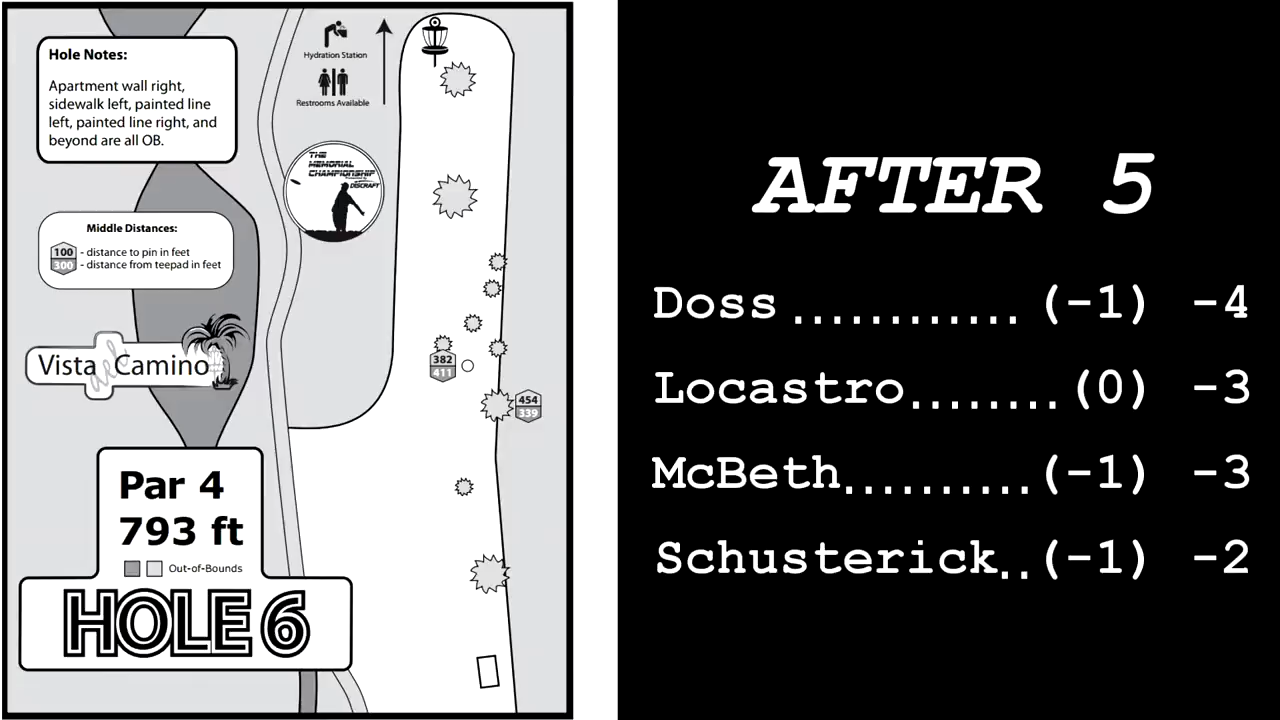 Hole Notes:
Apartment wall right,
sidewalk left, painted line
left, painted line right, and
beyond are all OB.
Hydration Station
Restrooms Available
THE
MEMORIAL
CHAMPIONSHIP
DISCRAFT
Middle Distances:
100 - distance to pin in feet
300 - distance from teepad in feet
Vista del Camino
382
411
454
339
Par 4
793 ft
Out-of-Bounds
HOLE 6
AFTER 5
Doss ............ (-1) -4
Locastro........ (0) -3
McBeth.......... (-1) -3
Schusterick.. (-1) -2